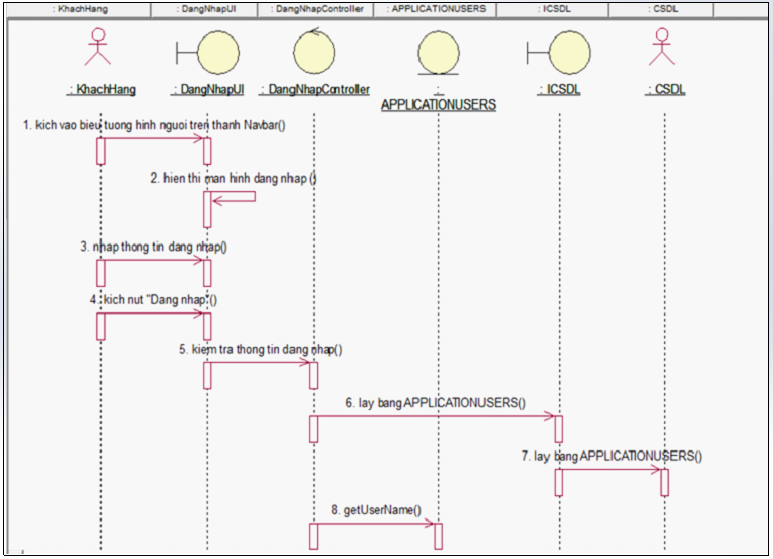 : KhachHang
: DangNhapUI
: DangNhapController
: APPLICATIONUSERS
: ICSDL
: CSDL
: KhachHang
: DangNhapUI
: DangNhapController
:
APPLICATIONUSERS
: ICSDL
: CSDL
1. kich vao bieu tuong hinh nguoi tren thanh Navbar()
2. hien thi man hinh dang nhap ()
3. nhap thong tin dang nhap()
4. kich nut "Dang nhap"()
5. kiem tra thong tin dang nhap()
6. lay bang APPLICATIONUSERS()
7. lay bang APPLICATIONUSERS()
8. getUserName()